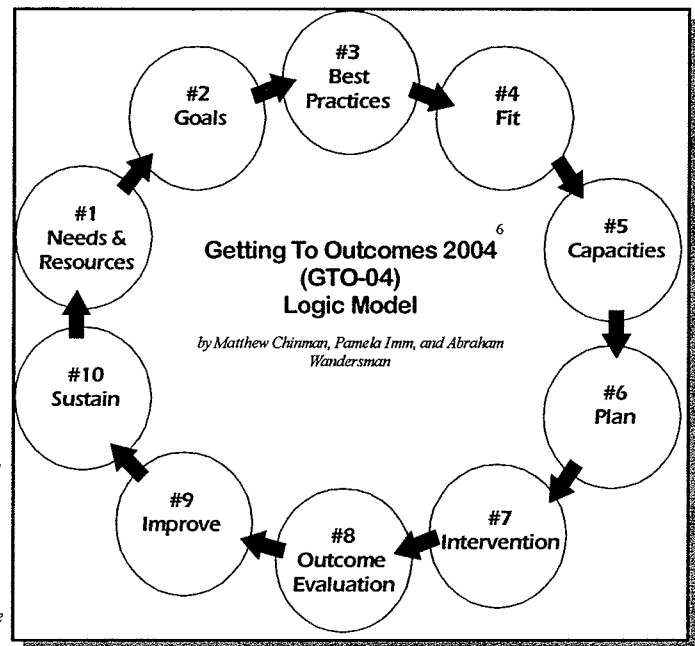 #1
Needs &
Resources
#2
Goals
#3
Best
Practices
#4
Fit
#5
Capacities
#6
Plan
#7
Intervention
#8
Outcome
Evaluation
#9
Improve
#10
Sustain
Getting To Outcomes 2004 6
(GTO-04)
Logic Model
by Matthew Chinman, Pamela Imm, and Abraham
Wandersman